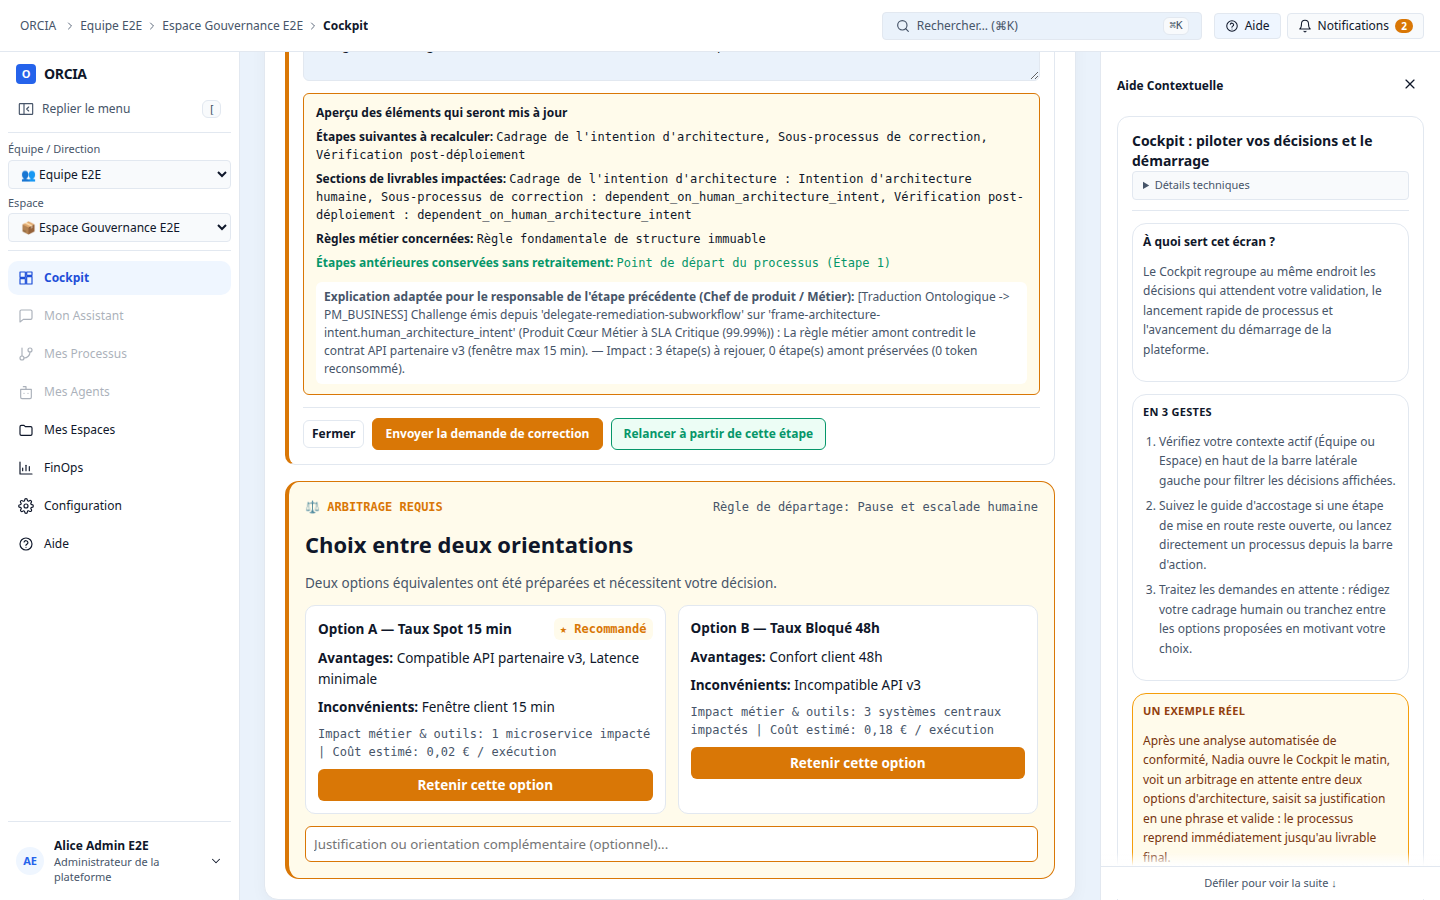 ORCIA > Equipe E2E > Espace Gouvernance E2E > Cockpit
Rechercher... (⌘K)
⌘K
Aide
Notifications 2
O ORCIA
Replier le menu [
Équipe / Direction
👥 Equipe E2E
Espace
📦 Espace Gouvernance E2E
Cockpit
Mon Assistant
Mes Processus
Mes Agents
Mes Espaces
FinOps
Configuration
Aide
AE
Alice Admin E2E
Administrateur de la
plateforme
Aperçu des éléments qui seront mis à jour
Étapes suivantes à recalculer: Cadrage de l'intention d'architecture, Sous-processus de correction,
Vérification post-déploiement
Sections de livrables impactées: Cadrage de l'intention d'architecture : Intention d'architecture
humaine, Sous-processus de correction : dependent_on_human_architecture_intent, Vérification post-
déploiement : dependent_on_human_architecture_intent
Règles métier concernées: Règle fondamentale de structure immuable
Étapes antérieures conservées sans retraitement: Point de départ du processus (Étape 1)
Explication adaptée pour le responsable de l'étape précédente (Chef de produit / Métier): [Traduction Ontologique ->
PM_BUSINESS] Challenge émis depuis 'delegate-remediation-subworkflow' sur 'frame-architecture-
intent.human_architecture_intent' (Produit Cœur Métier à SLA Critique (99.99%)) : La règle métier amont contredit le
contrat API partenaire v3 (fenêtre max 15 min). — Impact : 3 étape(s) à rejouer, 0 étape(s) amont préservées (0 token
reconsommé).
Fermer
Envoyer la demande de correction
Relancer à partir de cette étape
⚖️ ARBITRAGE REQUIS
Règle de départage: Pause et escalade humaine
Choix entre deux orientations
Deux options équivalentes ont été préparées et nécessitent votre décision.
Option A — Taux Spot 15 min
★ Recommandé
Avantages: Compatible API partenaire v3, Latence
minimale
Inconvénients: Fenêtre client 15 min
Impact métier & outils: 1 microservice impacté
| Coût estimé: 0,02 € / exécution
Retenir cette option
Option B — Taux Bloqué 48h
Avantages: Confort client 48h
Inconvénients: Incompatible API v3
Impact métier & outils: 3 systèmes centraux
impactés | Coût estimé: 0,18 € / exécution
Retenir cette option
Justification ou orientation complémentaire (optionnel)...
Aide Contextuelle
Cockpit : piloter vos décisions et le
démarrage
▶ Détails techniques
À quoi sert cet écran ?
Le Cockpit regroupe au même endroit les
décisions qui attendent votre validation, le
lancement rapide de processus et
l'avancement du démarrage de la
plateforme.
EN 3 GESTES
1. Vérifiez votre contexte actif (Équipe ou
Espace) en haut de la barre latérale
gauche pour filtrer les décisions affichées.
2. Suivez le guide d'accostage si une étape
de mise en route reste ouverte, ou lancez
directement un processus depuis la barre
d'action.
3. Traitez les demandes en attente : rédigez
votre cadrage humain ou tranchez entre
les options proposées en motivant votre
choix.
UN EXEMPLE RÉEL
Après une analyse automatisée de
conformité, Nadia ouvre le Cockpit le matin,
voit un arbitrage en attente entre deux
options d'architecture, saisit sa justification
en une phrase et valide : le processus
reprend immédiatement jusqu'au livrable
final.
Défiler pour voir la suite ↓